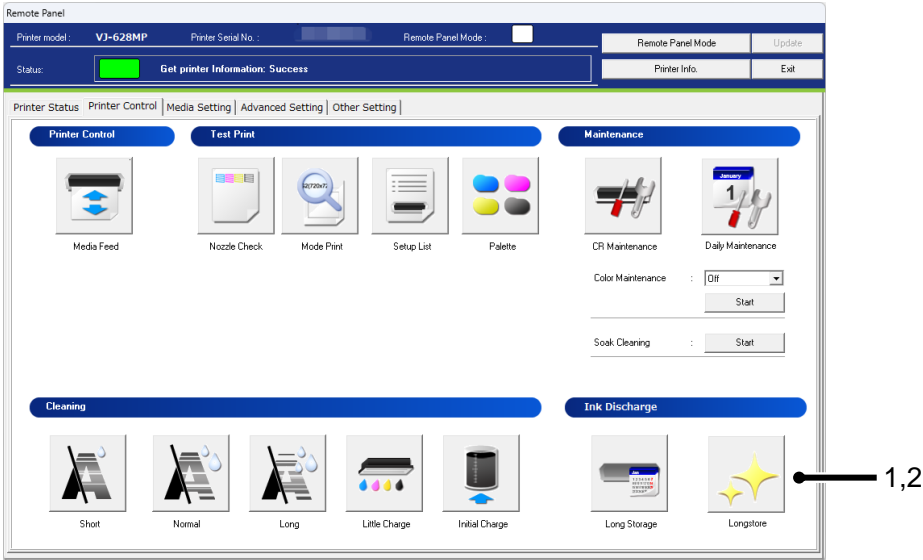 Remote Panel
Printer model : VJ-628MP Printer Serial No. : Remote Panel Mode :
Remote Panel Mode Update
Status: Get printer Information: Success
Printer Info. Exit
Printer Status Printer Control Media Setting Advanced Setting Other Setting
Printer Control Test Print Maintenance
Media Feed Nozzle Check Mode Print Setup List Palette CR Maintenance Daily Maintenance
January
1
Color Maintenance : Off
Start
Soak Cleaning : Start
Cleaning Ink Discharge
Jan
1,2
Short Normal Long Little Charge Initial Charge Long Storage Longstore